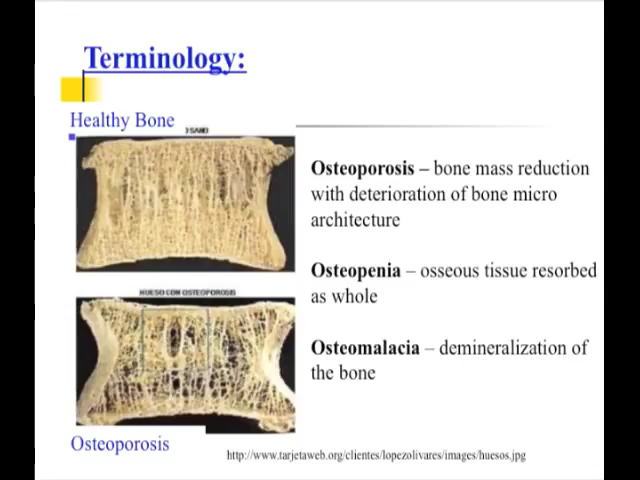 Terminology:
Healthy Bone
O SANO
Osteoporosis – bone mass reduction
with deterioration of bone micro
architecture
Osteopenia – osseous tissue resorbed
as whole
HUESO CON OSTEOPOROSIS
Osteomalacia – demineralization of
the bone
Osteoporosis
http://www.tarjetaweb.org/clientes/lopezolivares/images/huesos.jpg